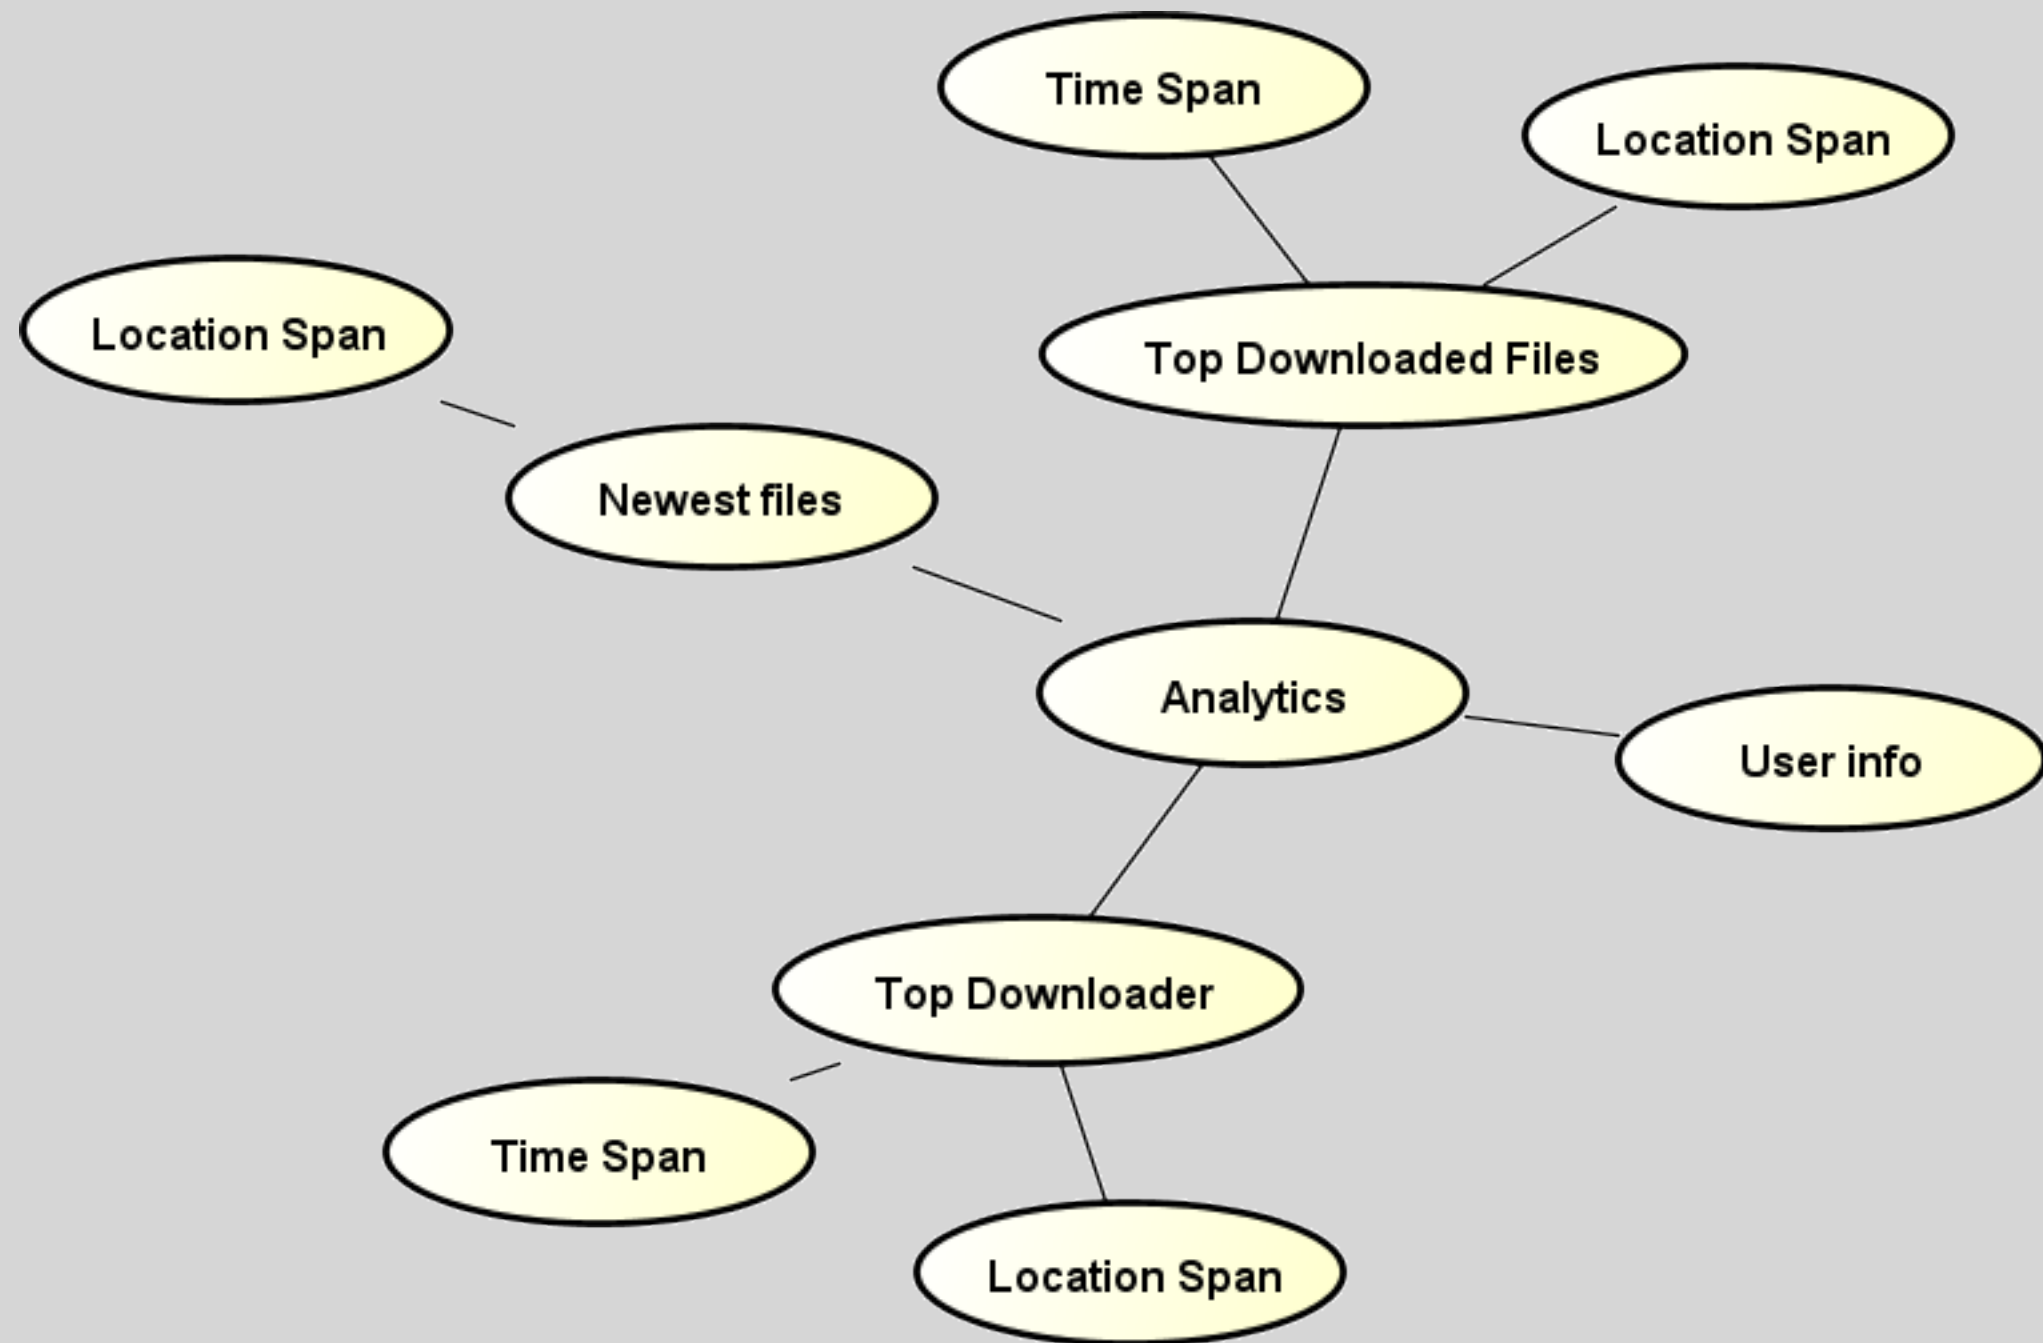 Time Span
Location Span
Location Span
Top Downloaded Files
Newest files
Analytics
User info
Top Downloader
Time Span
Location Span